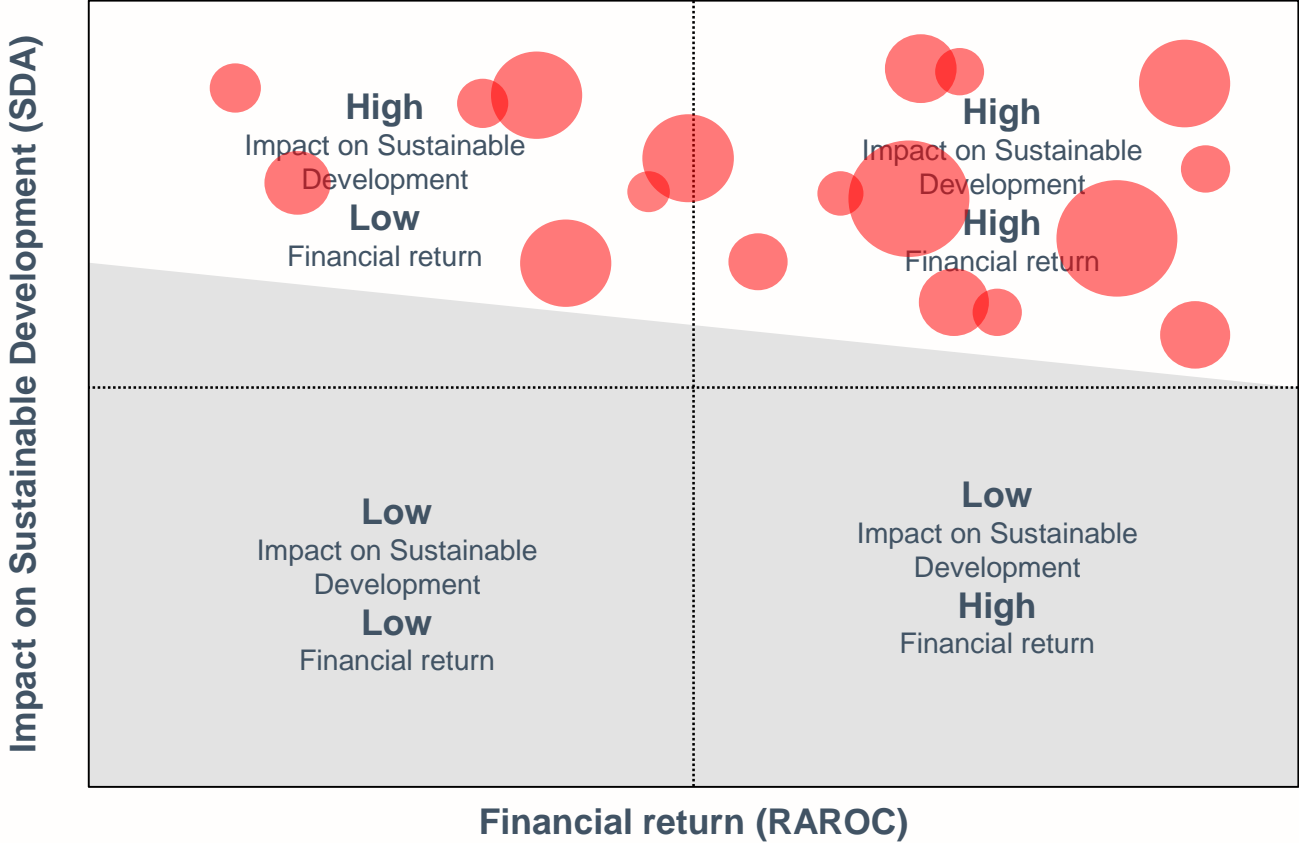 Impact on Sustainable Development (SDA)
High
Impact on Sustainable
Development
Low
Financial return
High
Impact on Sustainable
Development
High
Financial return
Low
Impact on Sustainable
Development
Low
Financial return
Low
Impact on Sustainable
Development
High
Financial return
Financial return (RAROC)